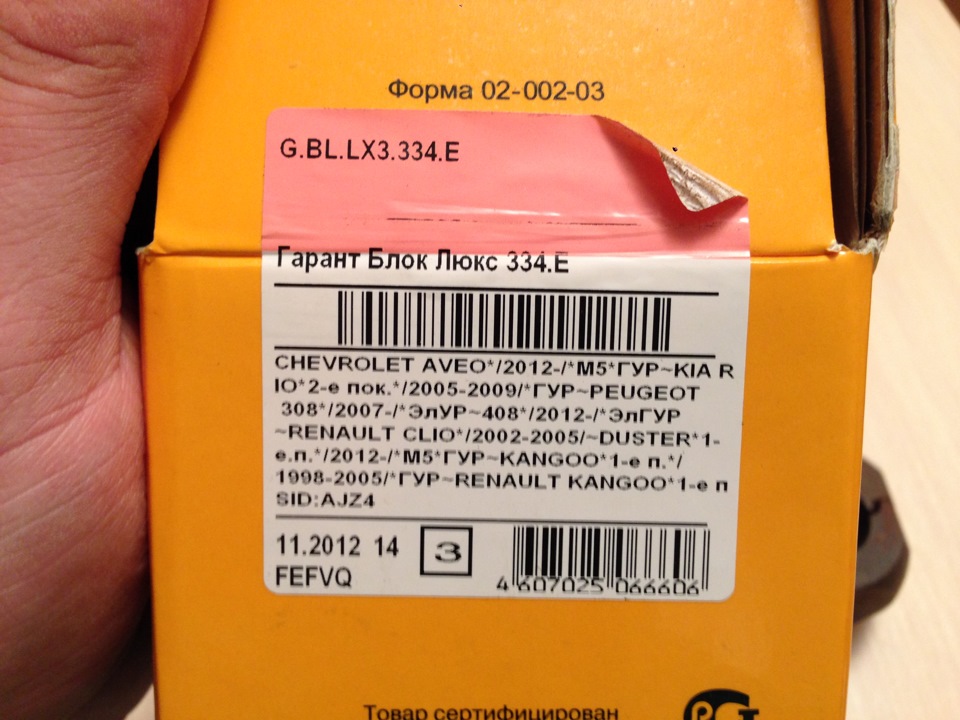 Форма 02-002-03
G.BL.LX3.334.E
Гарант Блок Люкс 334.E
CHEVROLET AVEO*/2012-/*М5*ГУР~KIA R
IO*2-е пок.*/2005-2009/*ГУР~PEUGEOT
308*/2007-/*ЭлУР~408*/2012-/*ЭлГУР
~RENAULT CLIO*/2002-2005/~DUSTER*1-
е.п.*/2012-/*М5*ГУР~KANGOO*1-е п.*/
1998-2005/*ГУР~RENAULT KANGOO*1-е п
SID:AJZ4
11.2012 14
3
FEFVQ
4 607025 066606
Товар сертифицирован
РСТ